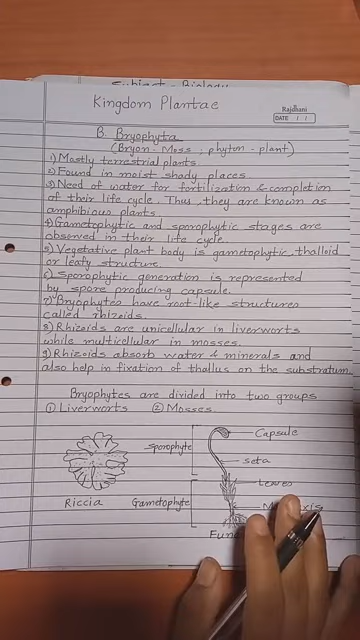 Subject - Biology
Kingdom Plantae
Rajdhani
DATE / /
B. Bryophyta
(Bryon - Moss ; phyton - plant)
1) Mostly terrestrial plants.
2) Found in moist shady places
3) Need of water for fertilization & completion
of their life cycle. Thus, they are known as
amphibious plants.
4) Gametophytic and sporophytic stages are
observed in their life cycle.
5) Vegetative plant body is gametophytic, thalloid
or leafy structure.
6) Sporophytic generation is represented
by spore producing capsule.
7) Bryophytes have root-like structures
called rhizoids.
8) Rhizoids are unicellular in liverworts
while multicellular in mosses.
9) Rhizoids absorb water & minerals and
also help in fixation of thallus on the substratum.
Bryophytes are divided into two groups
① Liverworts ② Mosses
Capsule
Sporophyte
seta
Leaves
Riccia
Gametophyte